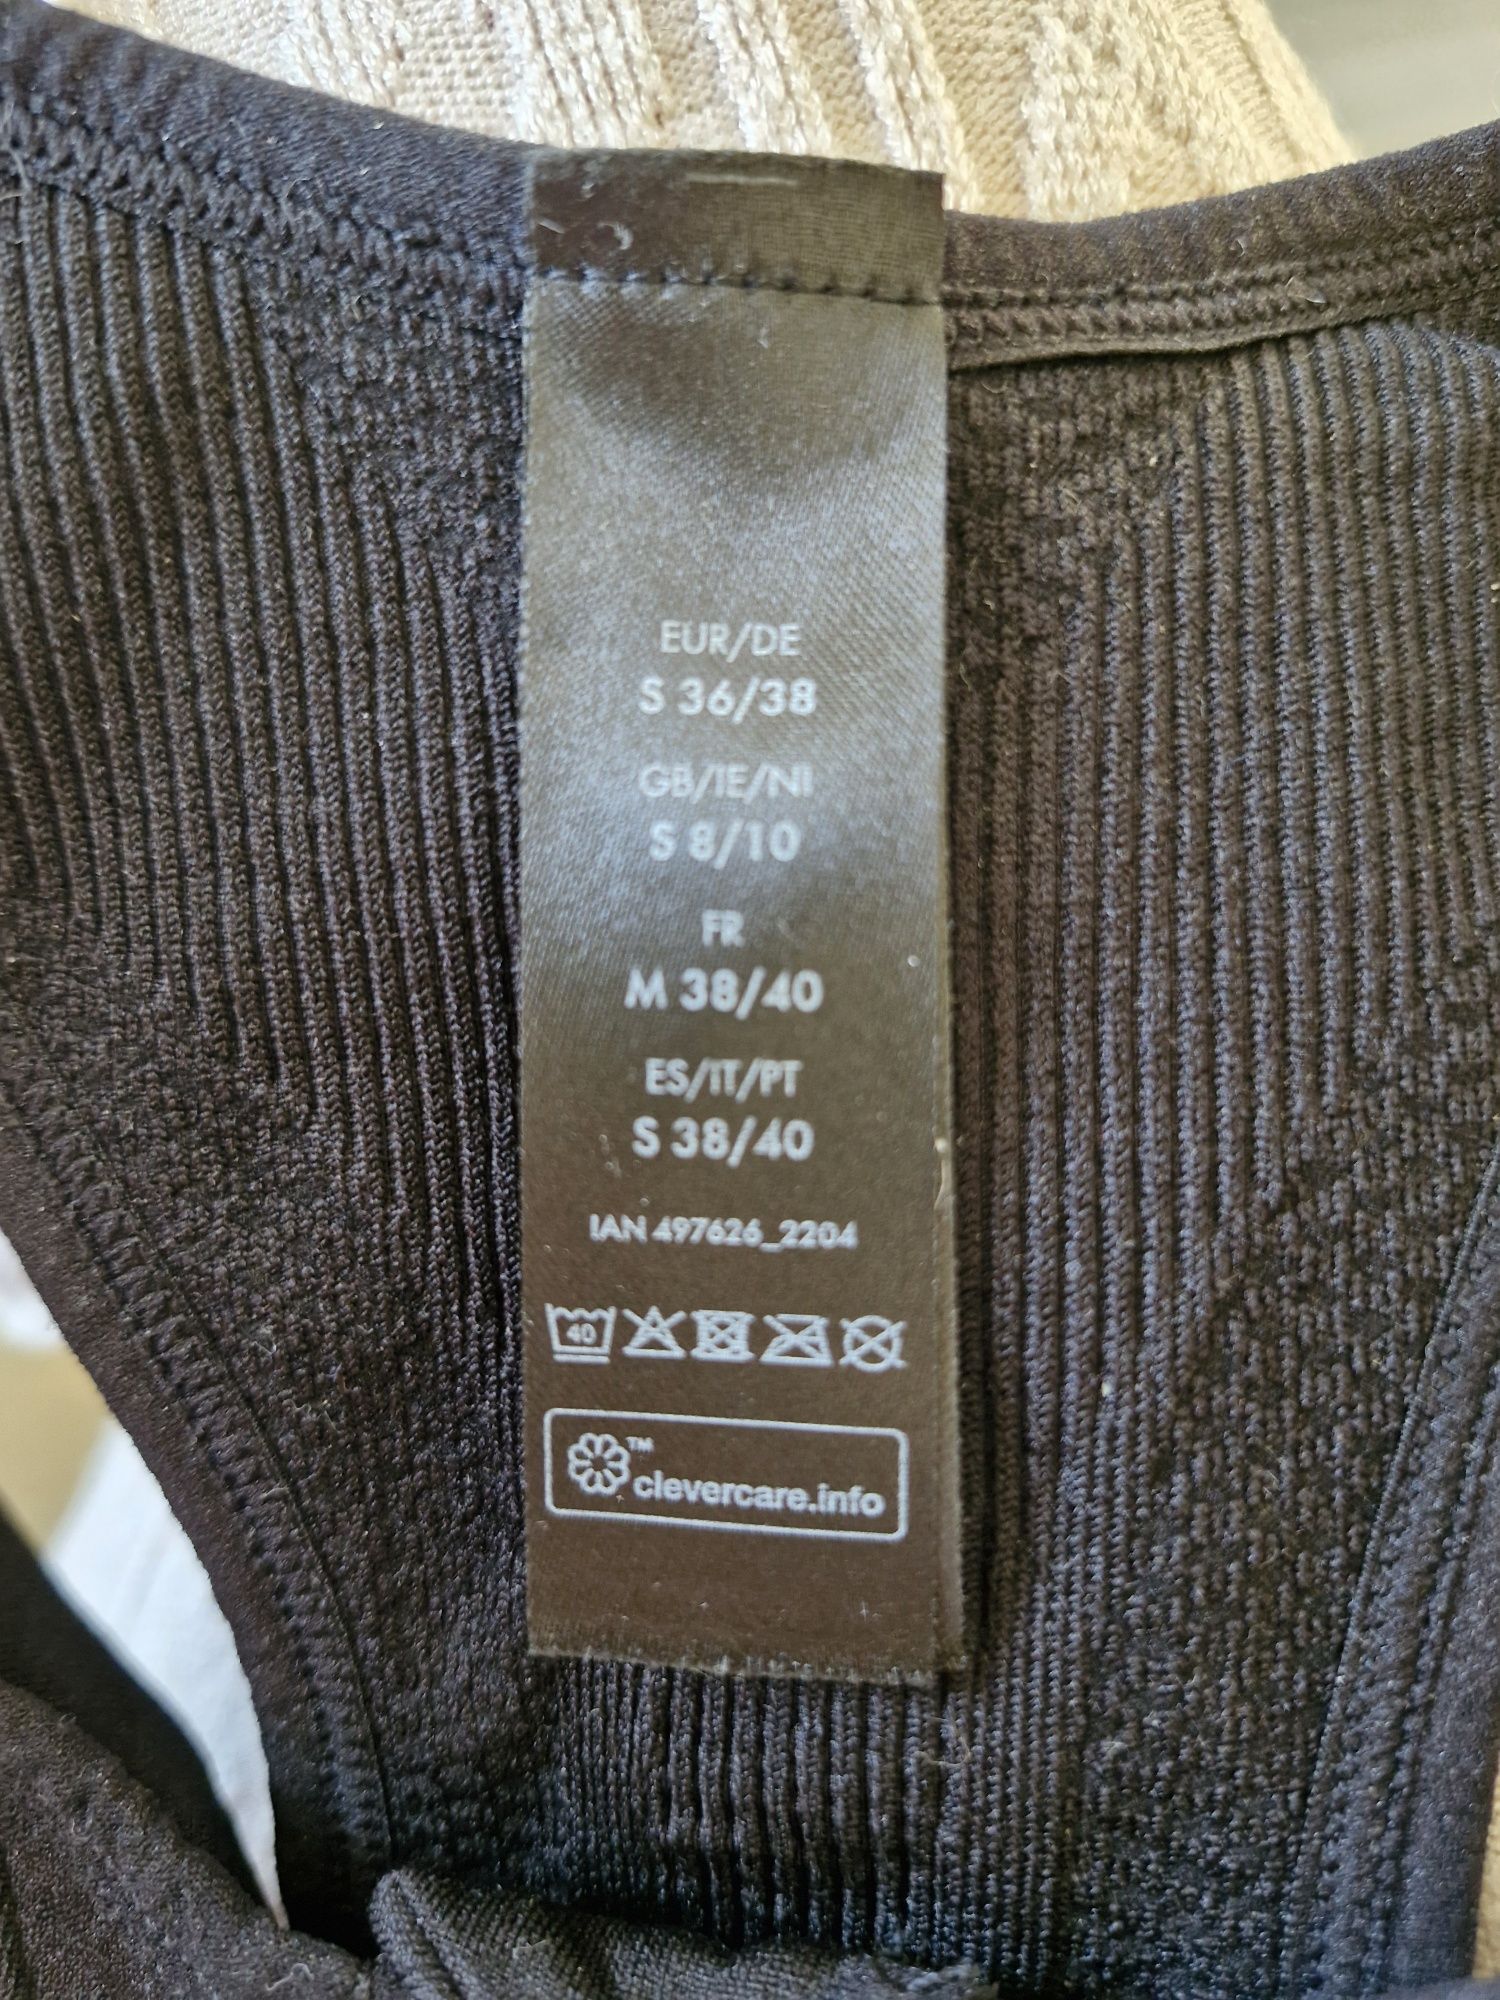 EUR/DE
S 36/38
GB/IE/NI
S 8/10
FR
M 38/40
ES/IT/PT
S 38/40
IAN 497626_2204
40
™
clevercare.info